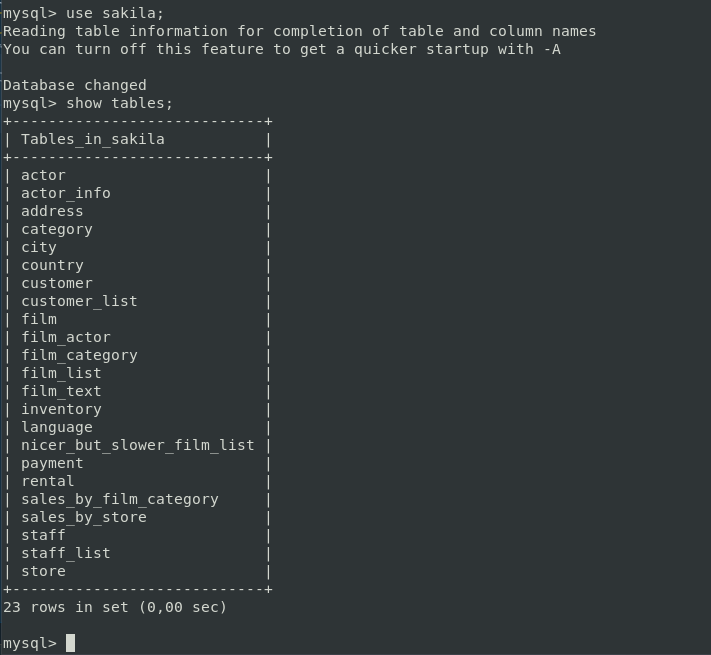 mysql> use sakila;
Reading table information for completion of table and column names
You can turn off this feature to get a quicker startup with -A

Database changed
mysql> show tables;
+----------------------------+
| Tables_in_sakila           |
+----------------------------+
| actor                      |
| actor_info                 |
| address                    |
| category                   |
| city                       |
| country                    |
| customer                   |
| customer_list              |
| film                       |
| film_actor                 |
| film_category              |
| film_list                  |
| film_text                  |
| inventory                  |
| language                   |
| nicer_but_slower_film_list |
| payment                    |
| rental                     |
| sales_by_film_category     |
| sales_by_store             |
| staff                      |
| staff_list                 |
| store                      |
+----------------------------+
23 rows in set (0,00 sec)

mysql>